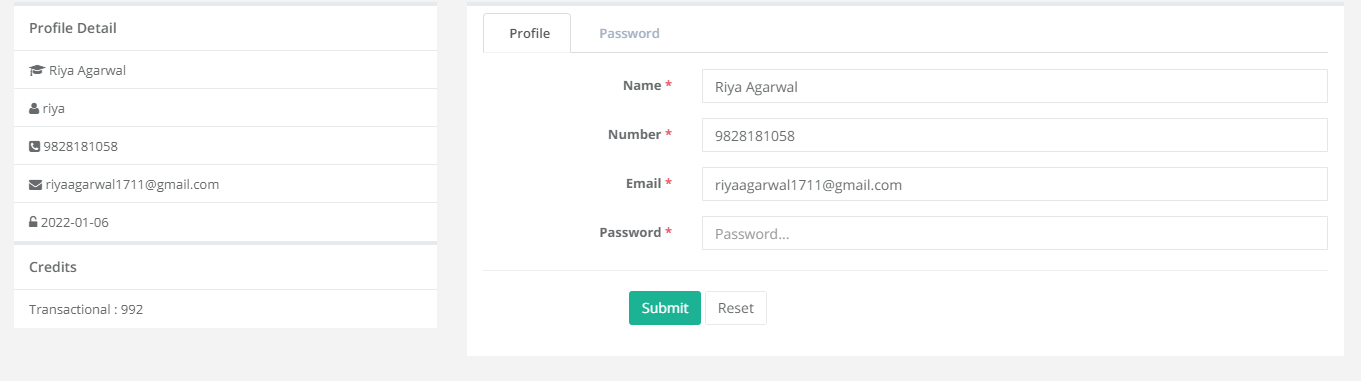 Profile Detail
Riya Agarwal
riya
9828181058
riyaagarwal1711@gmail.com
2022-01-06
Credits
Transactional : 992
Profile Password
Name * Riya Agarwal
Number * 9828181058
Email * riyaagarwal1711@gmail.com
Password * Password...
Submit Reset